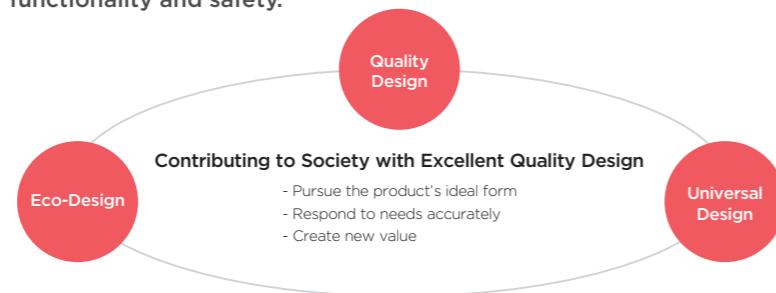 functionality and safety.
Quality
Design
Contributing to Society with Excellent Quality Design
- Pursue the product's ideal form
- Respond to needs accurately
- Create new value
Eco-Design
Universal
Design